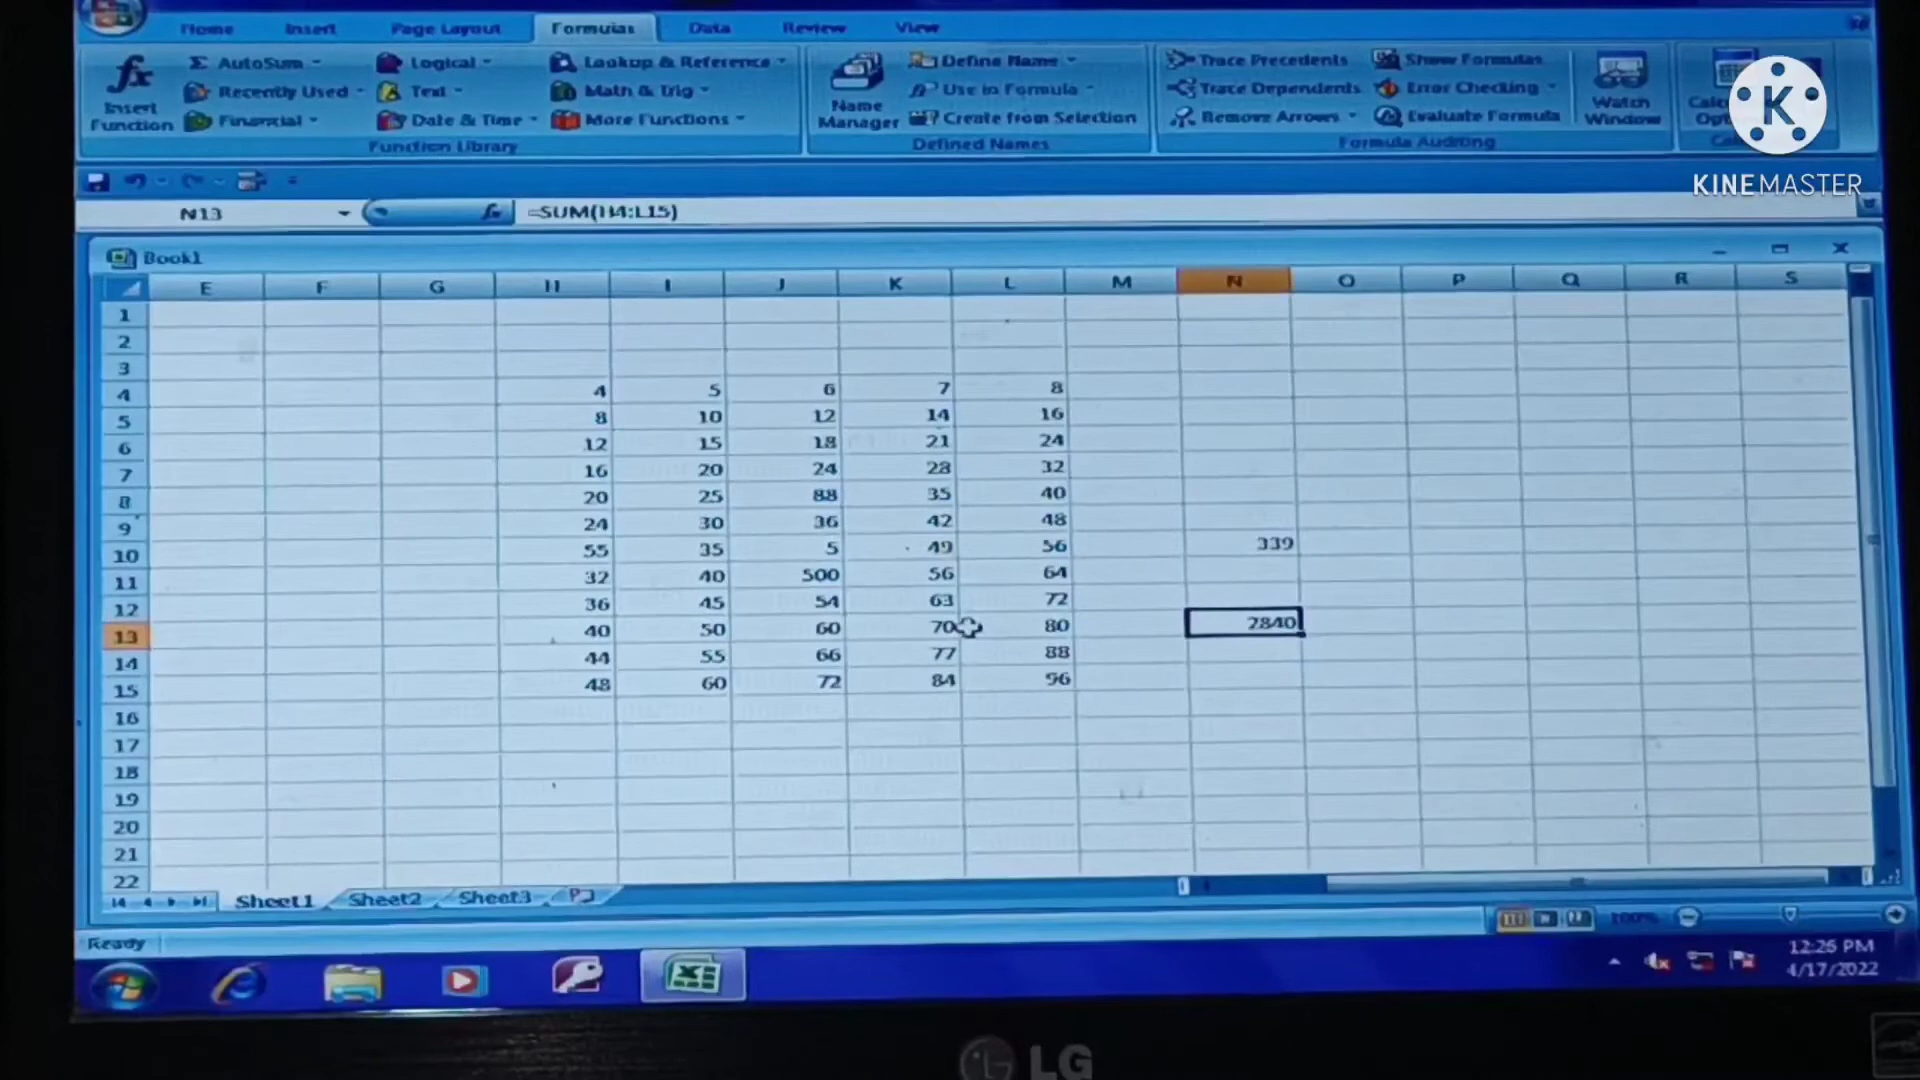 Home Insert Page Layout Formulas Data Review View
fx Insert Function
Σ AutoSum
Recently Used
Financial
Logical
Text
Date & Time
Lookup & Reference
Math & Trig
More Functions
Function Library
Name Manager
Define Name
Use in Formula
Create from Selection
Defined Names
Trace Precedents
Trace Dependents
Remove Arrows
Show Formulas
Error Checking
Evaluate Formula
Formula Auditing
Watch Window
K
KINEMASTER
N13 fx =SUM(H4:L15)
Book1
E F G H I J K L M N O P Q R S
1
2
3
4 4 5 6 7 8
5 8 10 12 14 16
6 12 15 18 21 24
7 16 20 24 28 32
8 20 25 88 35 40
9 24 30 36 42 48
10 55 35 5 49 56 339
11 32 40 500 56 64
12 36 45 54 63 72
13 40 50 60 70 80 2840
14 44 55 66 77 88
15 48 60 72 84 96
16
17
18
19
20
21
22
Sheet1 Sheet2 Sheet3
Ready 100%
12:26 PM
4/17/2022
LG